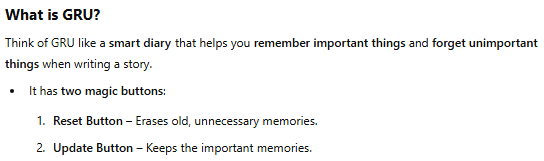 What is GRU?
Think of GRU like a smart diary that helps you remember important things and forget unimportant
things when writing a story.
• It has two magic buttons:
1. Reset Button – Erases old, unnecessary memories.
2. Update Button – Keeps the important memories.